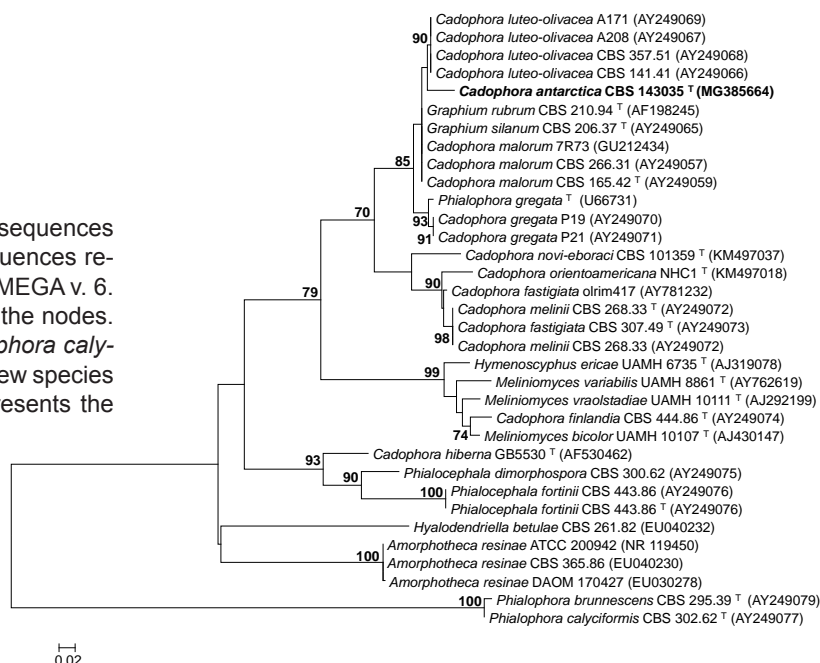 Cadophora luteo-olivacea A171 (AY249069)
90
Cadophora luteo-olivacea A208 (AY249067)
Cadophora luteo-olivacea CBS 357.51 (AY249068)
Cadophora luteo-olivacea CBS 141.41 (AY249066)
Cadophora antarctica CBS 143035 T (MG385664)
Graphium rubrum CBS 210.94 T (AF198245)
Graphium silanum CBS 206.37 T (AY249065)
Cadophora malorum 7R73 (GU212434)
85
Cadophora malorum CBS 266.31 (AY249057)
Cadophora malorum CBS 165.42 T (AY249059)
Phialophora gregata T (U66731)
70
93
Cadophora gregata P19 (AY249070)
91
Cadophora gregata P21 (AY249071)
Cadophora novi-eboraci CBS 101359 T (KM497037)
Cadophora orientoamericana NHC1 T (KM497018)
90
Cadophora fastigiata olrim417 (AY781232)
79
Cadophora melinii CBS 268.33 T (AY249072)
Cadophora fastigiata CBS 307.49 T (AY249073)
98
Cadophora melinii CBS 268.33 (AY249072)
Hymenoscyphus ericae UAMH 6735 T (AJ319078)
99
Meliniomyces variabilis UAMH 8861 T (AY762619)
Meliniomyces vraolstadiae UAMH 10111 T (AJ292199)
Cadophora finlandia CBS 444.86 T (AY249074)
74
Meliniomyces bicolor UAMH 10107 T (AJ430147)
93
Cadophora hiberna GB5530 T (AF530462)
90
Phialocephala dimorphospora CBS 300.62 (AY249075)
100
Phialocephala fortinii CBS 443.86 (AY249076)
Phialocephala fortinii CBS 443.86 T (AY249076)
Hyalodendriella betulae CBS 261.82 (EU040232)
Amorphotheca resinae ATCC 200942 (NR 119450)
100
Amorphotheca resinae CBS 365.86 (EU040230)
Amorphotheca resinae DAOM 170427 (EU030278)
100
Phialophora brunnescens CBS 295.39 T (AY249079)
Phialophora calyciformis CBS 302.62 T (AY249077)
0.02
sequences
uences re-
MEGA v. 6.
the nodes.
phora caly-
ew species
resents the